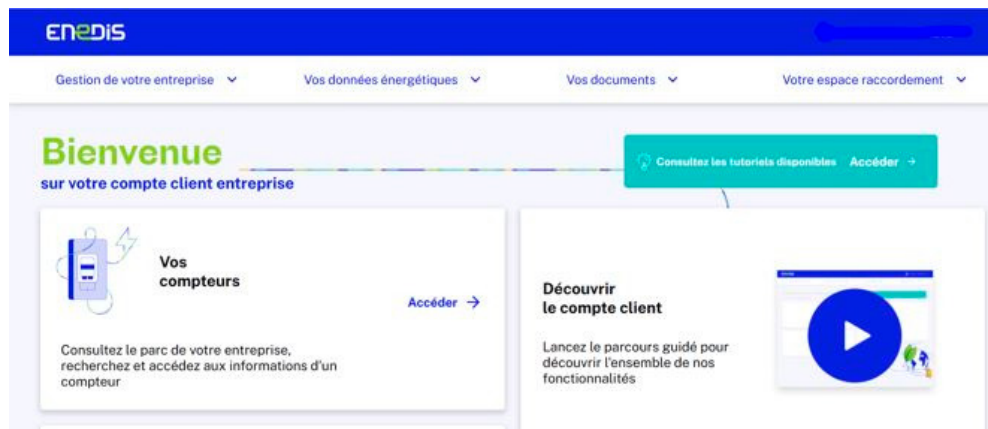 ENEDIS
Gestion de votre entreprise
Vos données énergétiques
Vos documents
Votre espace raccordement
Bienvenue
sur votre compte client entreprise
Consultez les tutoriels disponibles Accéder →
Vos
compteurs
Accéder →
Consultez le parc de votre entreprise,
recherchez et accédez aux informations d'un
compteur
Découvrir
le compte client
Lancez le parcours guidé pour
découvrir l'ensemble de nos
fonctionnalités